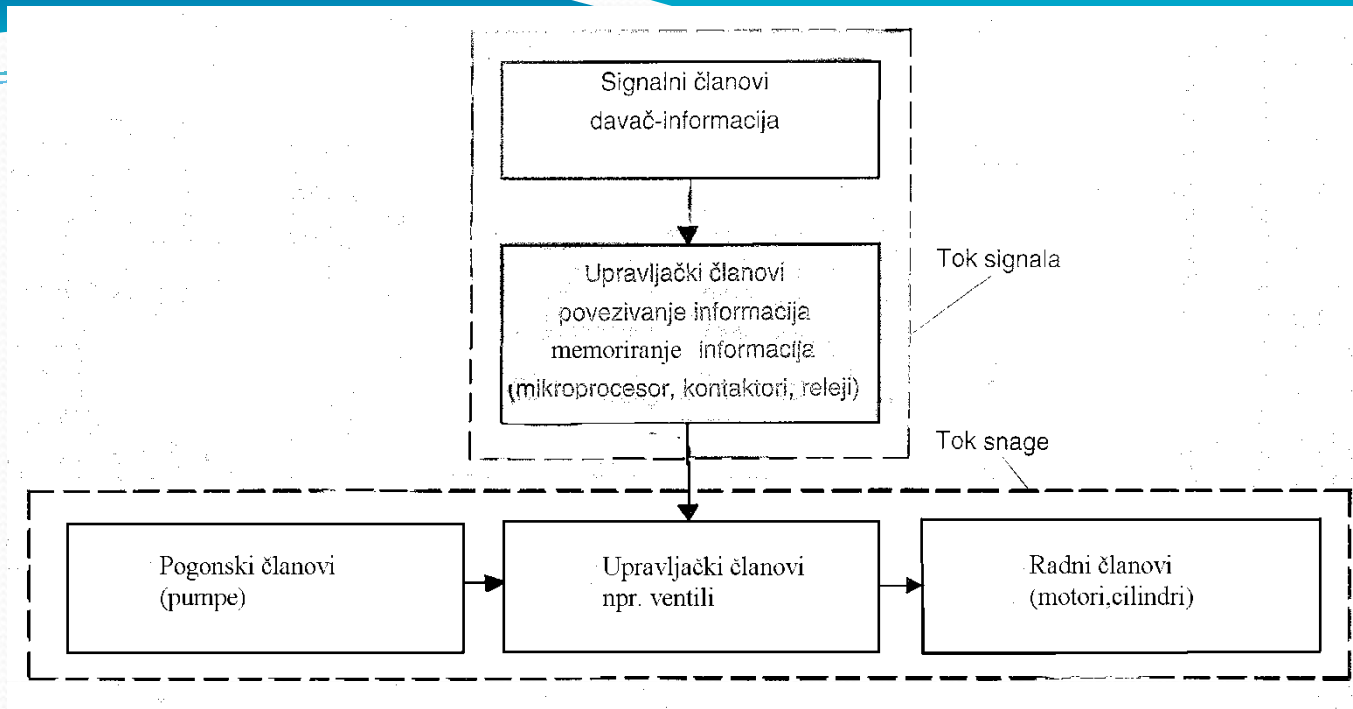 Signalni članovi
davač-informacija
Upravljački članovi
povezivanje informacija
memoriranje informacija
(mikroprocesor, kontaktori, releji)
Tok signala
Tok snage
Pogonski članovi
(pumpe)
Upravljački članovi
npr. ventili
Radni članovi
(motori,cilindri)